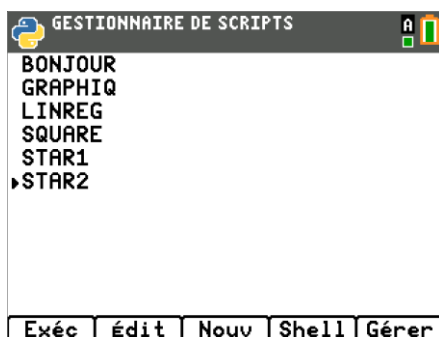 GESTIONNAIRE DE SCRIPTS A
BONJOUR
GRAPHIQ
LINREG
SQUARE
STAR1
STAR2
Exéc Édit Nouv Shell Gérer